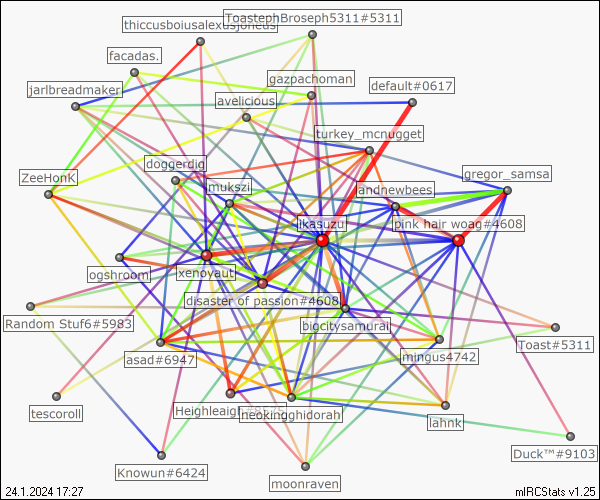 ToastephBroseph5311#5311
thiccusboiusalexusjoneus
facadas.
gazpachoman
jarlbreadmaker
default#0617
avelicious
turkey_mcnugget
doggerdig
gregor_samsa
ZeeHonk
mukszi
andnewbees
ikasuzu
pink hair woag#4608
ogshroom
xenoyaut
disaster of passion#4608
Random Stuf6#5983
bigcitysamurai
Toast#5311
asad#6947
mingus4742
tescoroll
neokingghidorah
lahnk
Duck™#9103
Knowun#6424
moonraven
24.1.2024 17:27
mIRCStats v1.25